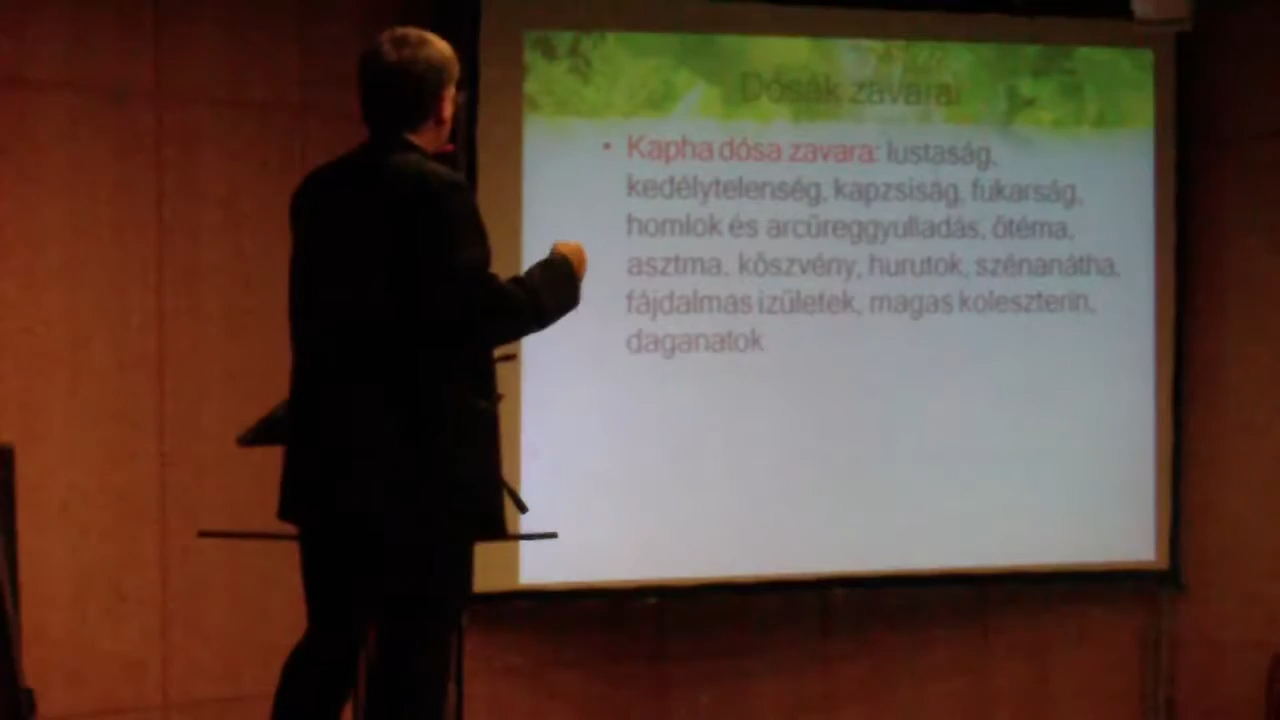 Dósák zavarai
• Kapha dósa zavara: lustaság,
kedélytelenség, kapzsiság, fukarság,
homlok és arcüreggyulladás, ötéma,
asztma, köszvény, hurutok, szénanátha,
fájdalmas izületek, magas koleszterin,
daganatok